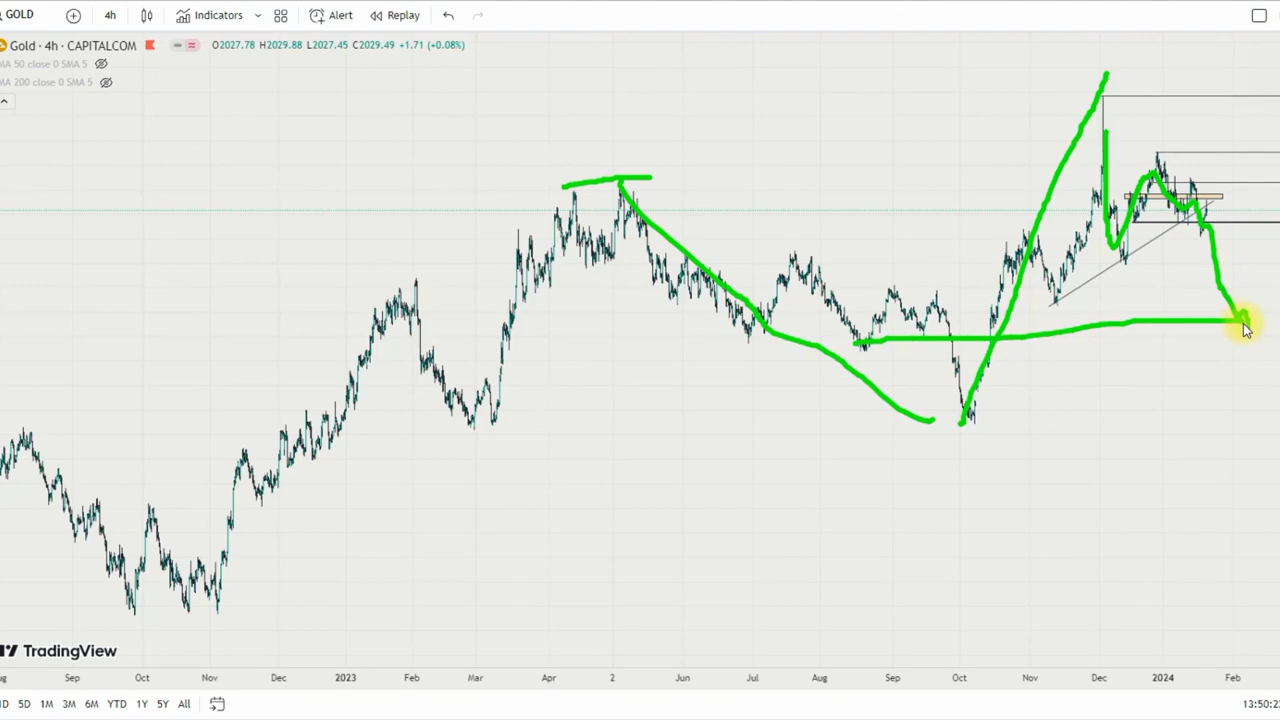 GOLD 4h Indicators Alert Replay
Gold · 4h · CAPITALCOM O2027.78 H2029.88 L2027.45 C2029.49 +1.71 (+0.08%)
MA 50 close 0 SMA 5
MA 200 close 0 SMA 5
TradingView
Sep Oct Nov Dec 2023 Feb Mar Apr 2 Jun Jul Aug Sep Oct Nov Dec 2024 Feb
5D 1M 3M 6M YTD 1Y 5Y All